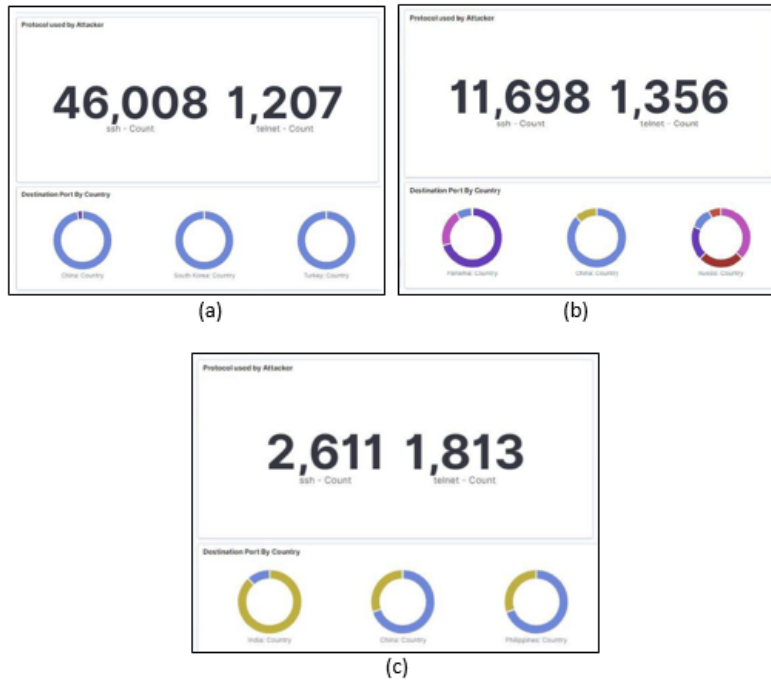 Protocol used by Attacker
46,008 1,207
ssh - Count telnet - Count
Destination Port By Country
China: Country South Korea: Country Turkey: Country
(a)
Protocol used by Attacker
11,698 1,356
ssh - Count telnet - Count
Destination Port By Country
Panama: Country China: Country Russia: Country
(b)
Protocol used by Attacker
2,611 1,813
ssh - Count telnet - Count
Destination Port By Country
India: Country China: Country Philippines: Country
(c)